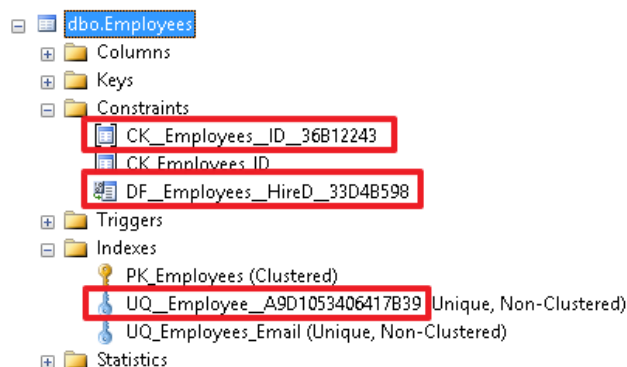 dbo.Employees
Columns
Keys
Constraints
CK__Employees__ID__36B12243
CK_Employees_ID
DF__Employees__HireD__33D4B598
Triggers
Indexes
PK_Employees (Clustered)
UQ__Employee__A9D1053406417B39 Unique, Non-Clustered)
UQ_Employees_Email (Unique, Non-Clustered)
Statistics